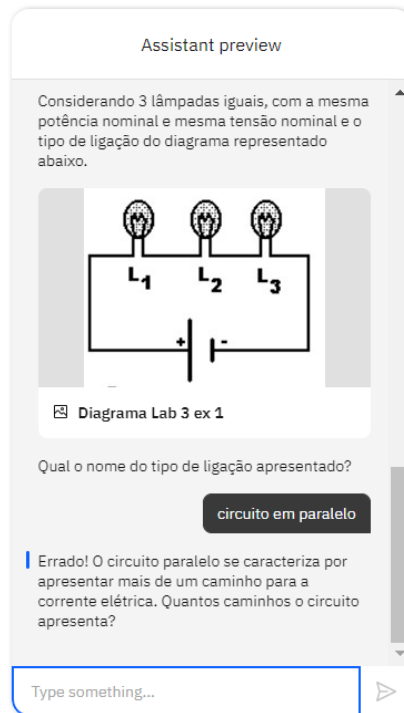 Assistant preview
Considerando 3 lâmpadas iguais, com a mesma
potência nominal e mesma tensão nominal e o
tipo de ligação do diagrama representado
abaixo.
L1 L2 L3
+ -
Diagrama Lab 3 ex 1
Qual o nome do tipo de ligação apresentado?
circuito em paralelo
Errado! O circuito paralelo se caracteriza por
apresentar mais de um caminho para a
corrente elétrica. Quantos caminhos o circuito
apresenta?
Type something...